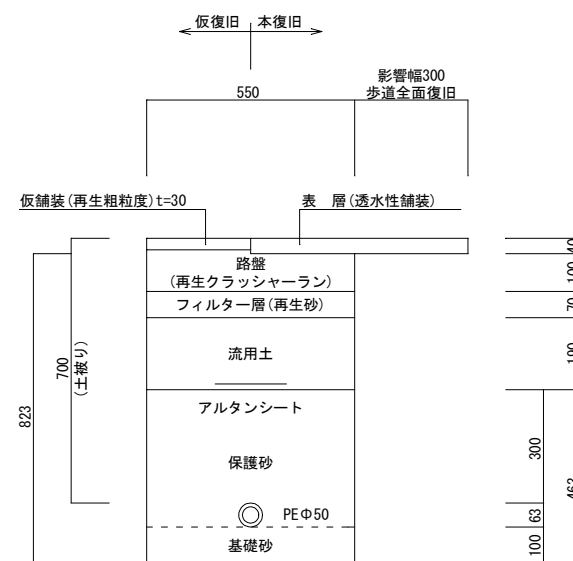 仮復旧 本復旧
影響幅300
歩道全面復旧
550
仮舗装(再生粗粒度)t=30
表 層(透水性舗装)
路盤
(再生クラッシャーラン)
フィルター層(再生砂)
流用土
アルタンシート
保護砂
PEΦ50
基礎砂
823
700
(土被り)
40
100
70
190
300
63
100
463